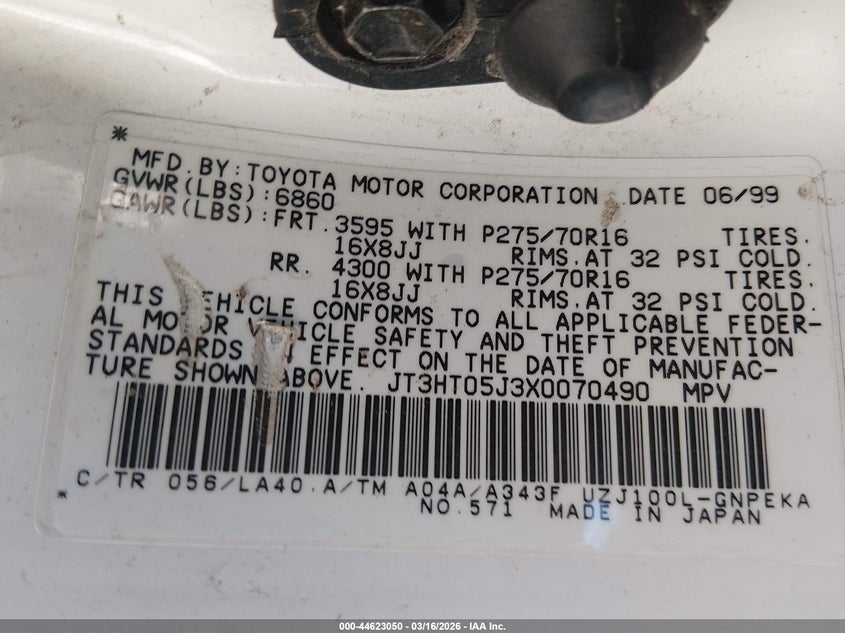 *
MFD.BY:TOYOTA MOTOR CORPORATION DATE 06/99
GVWR(LBS):6860
GAWR(LBS):FRT.3595 WITH P275/70R16 TIRES.
16X8JJ RIMS.AT 32 PSI COLD.
RR. 4300 WITH P275/70R16 TIRES.
16X8JJ RIMS.AT 32 PSI COLD.
THIS VEHICLE CONFORMS TO ALL APPLICABLE FEDER-
AL MOTOR VEHICLE SAFETY AND THEFT PREVENTION
STANDARDS IN EFFECT ON THE DATE OF MANUFAC-
TURE SHOWN ABOVE. JT3HT05J3X0070490 MPV
C/TR 056/LA40.A/TM A04A/A343F UZJ100L-GNPEKA
* NO.571 MADE IN JAPAN
000-44623050 - 03/16/2026 - IAA Inc.